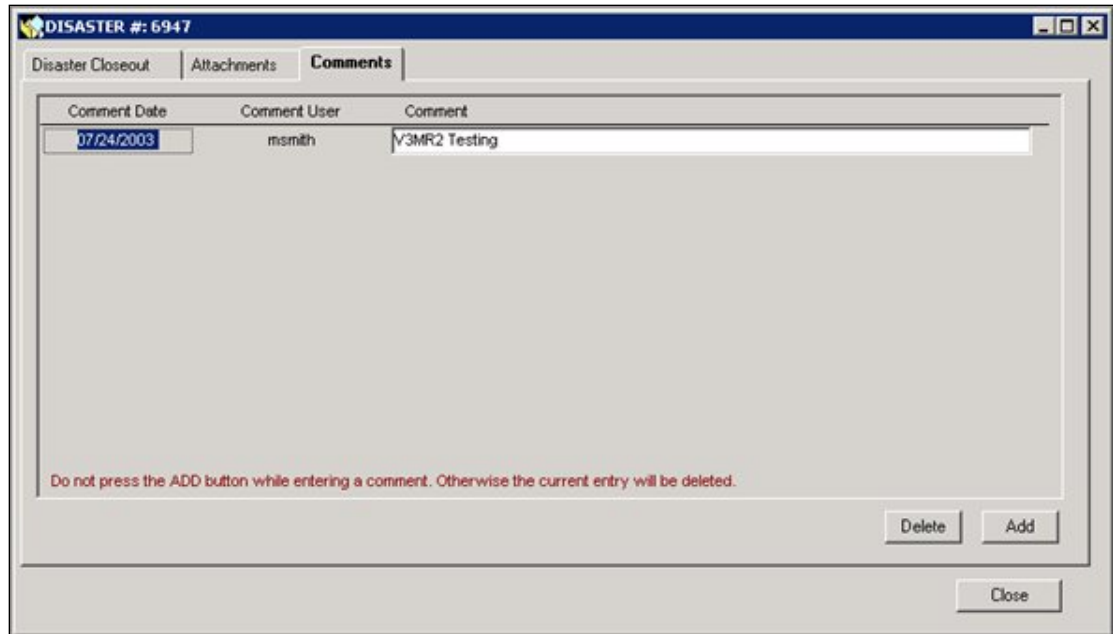 DISASTER #: 6947
Disaster Closeout Attachments Comments
Comment Date Comment User Comment
07/24/2003 msmith V3MR2 Testing
Do not press the ADD button while entering a comment. Otherwise the current entry will be deleted.
Delete Add
Close